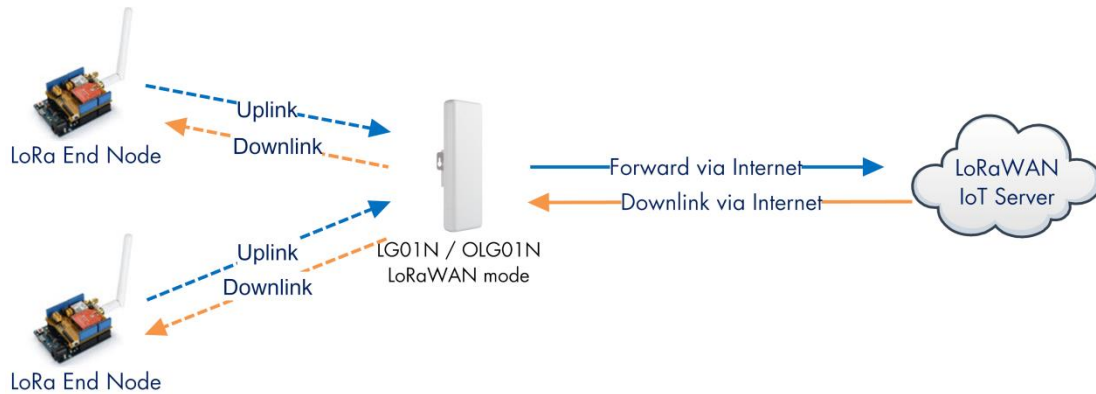 Uplink
Downlink
LoRa End Node
Forward via Internet
Downlink via Internet
LoRaWAN
IoT Server
Uplink
Downlink
LG01N / OLG01N
LoRaWAN mode
LoRa End Node